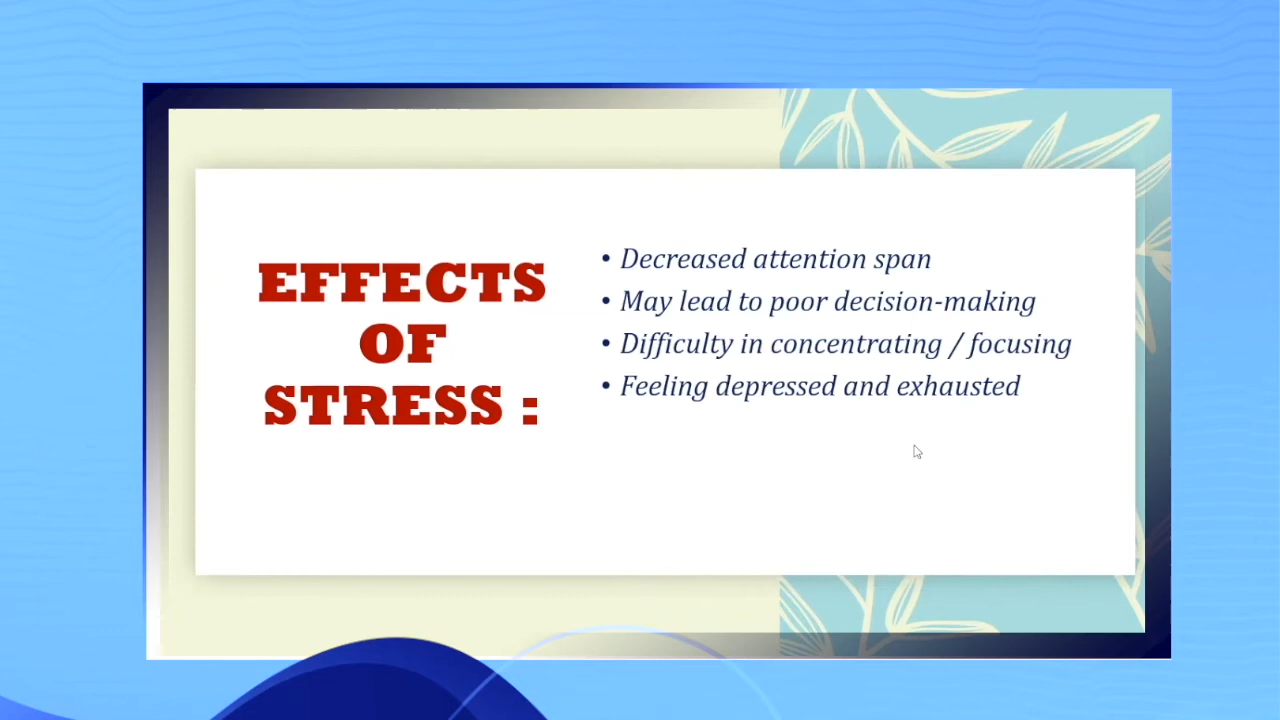 EFFECTS
OF
STRESS :
• Decreased attention span
• May lead to poor decision-making
• Difficulty in concentrating / focusing
• Feeling depressed and exhausted